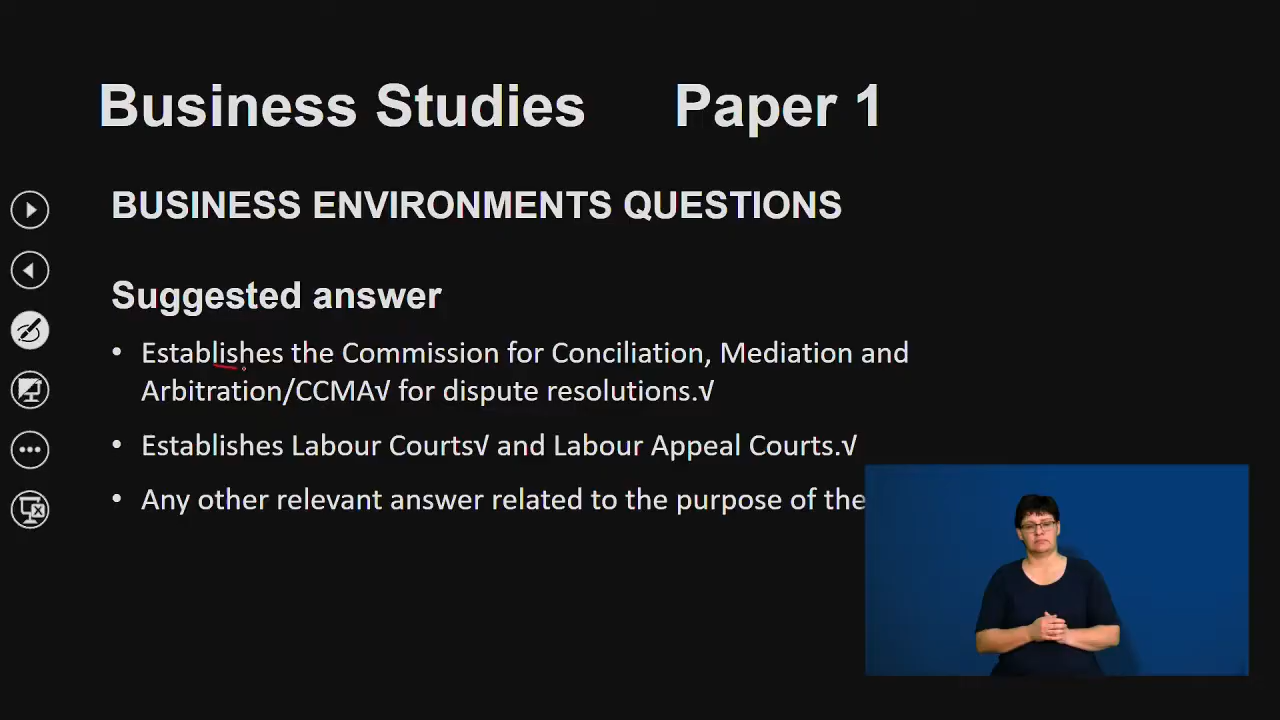 Business Studies Paper 1
BUSINESS ENVIRONMENTS QUESTIONS
Suggested answer
• Establishes the Commission for Conciliation, Mediation and
Arbitration/CCMA√ for dispute resolutions.√
• Establishes Labour Courts√ and Labour Appeal Courts.√
• Any other relevant answer related to the purpose of the